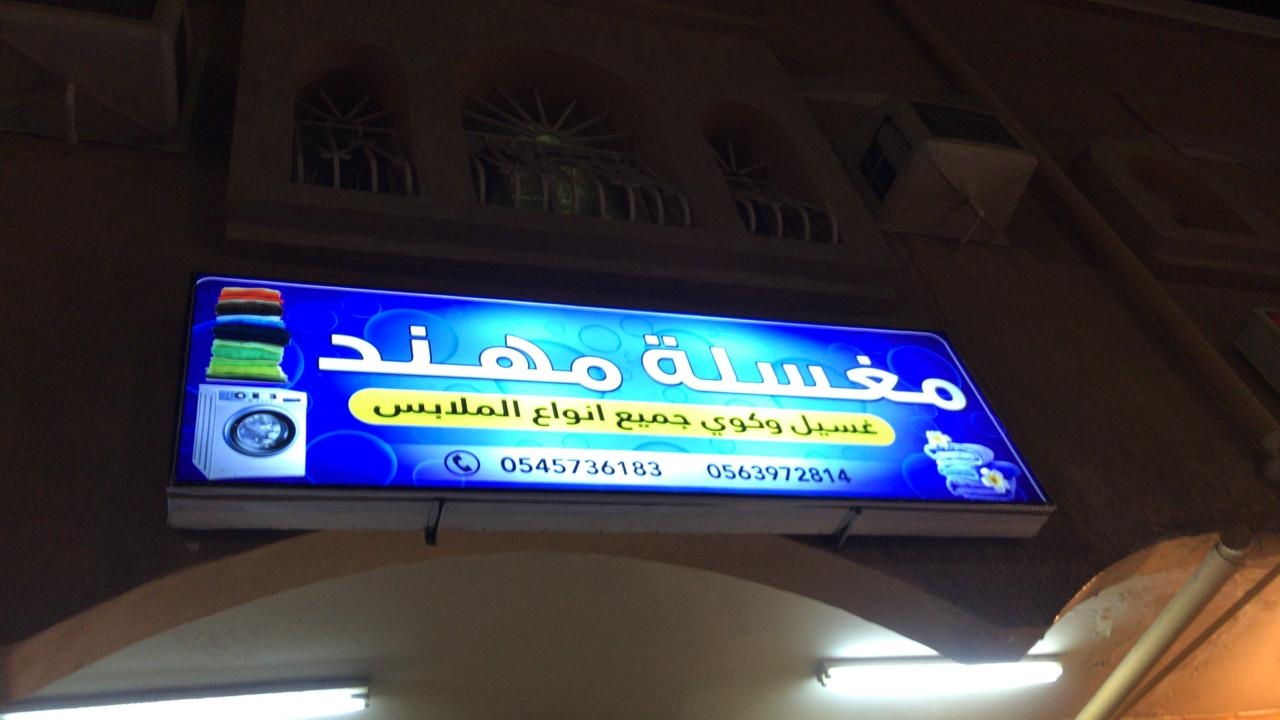 مغسلة مهند
غسيل وكوي جميع انواع الملابس
0545736183 0563972814